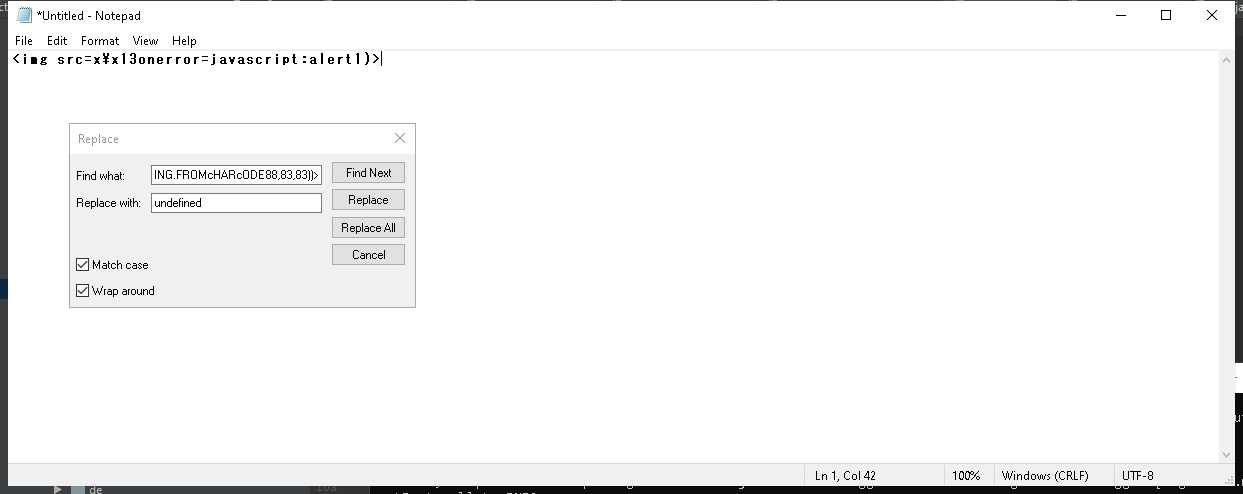 *Untitled - Notepad
File Edit Format View Help
<img src=x¥x13onerror=javascript:alert1)>
Replace
Find what: ING.FROMcHARcODE88,83,83))> Find Next
Replace with: undefined Replace
Replace All
Cancel
Match case
Wrap around
Ln 1, Col 42 100% Windows (CRLF) UTF-8
de 103